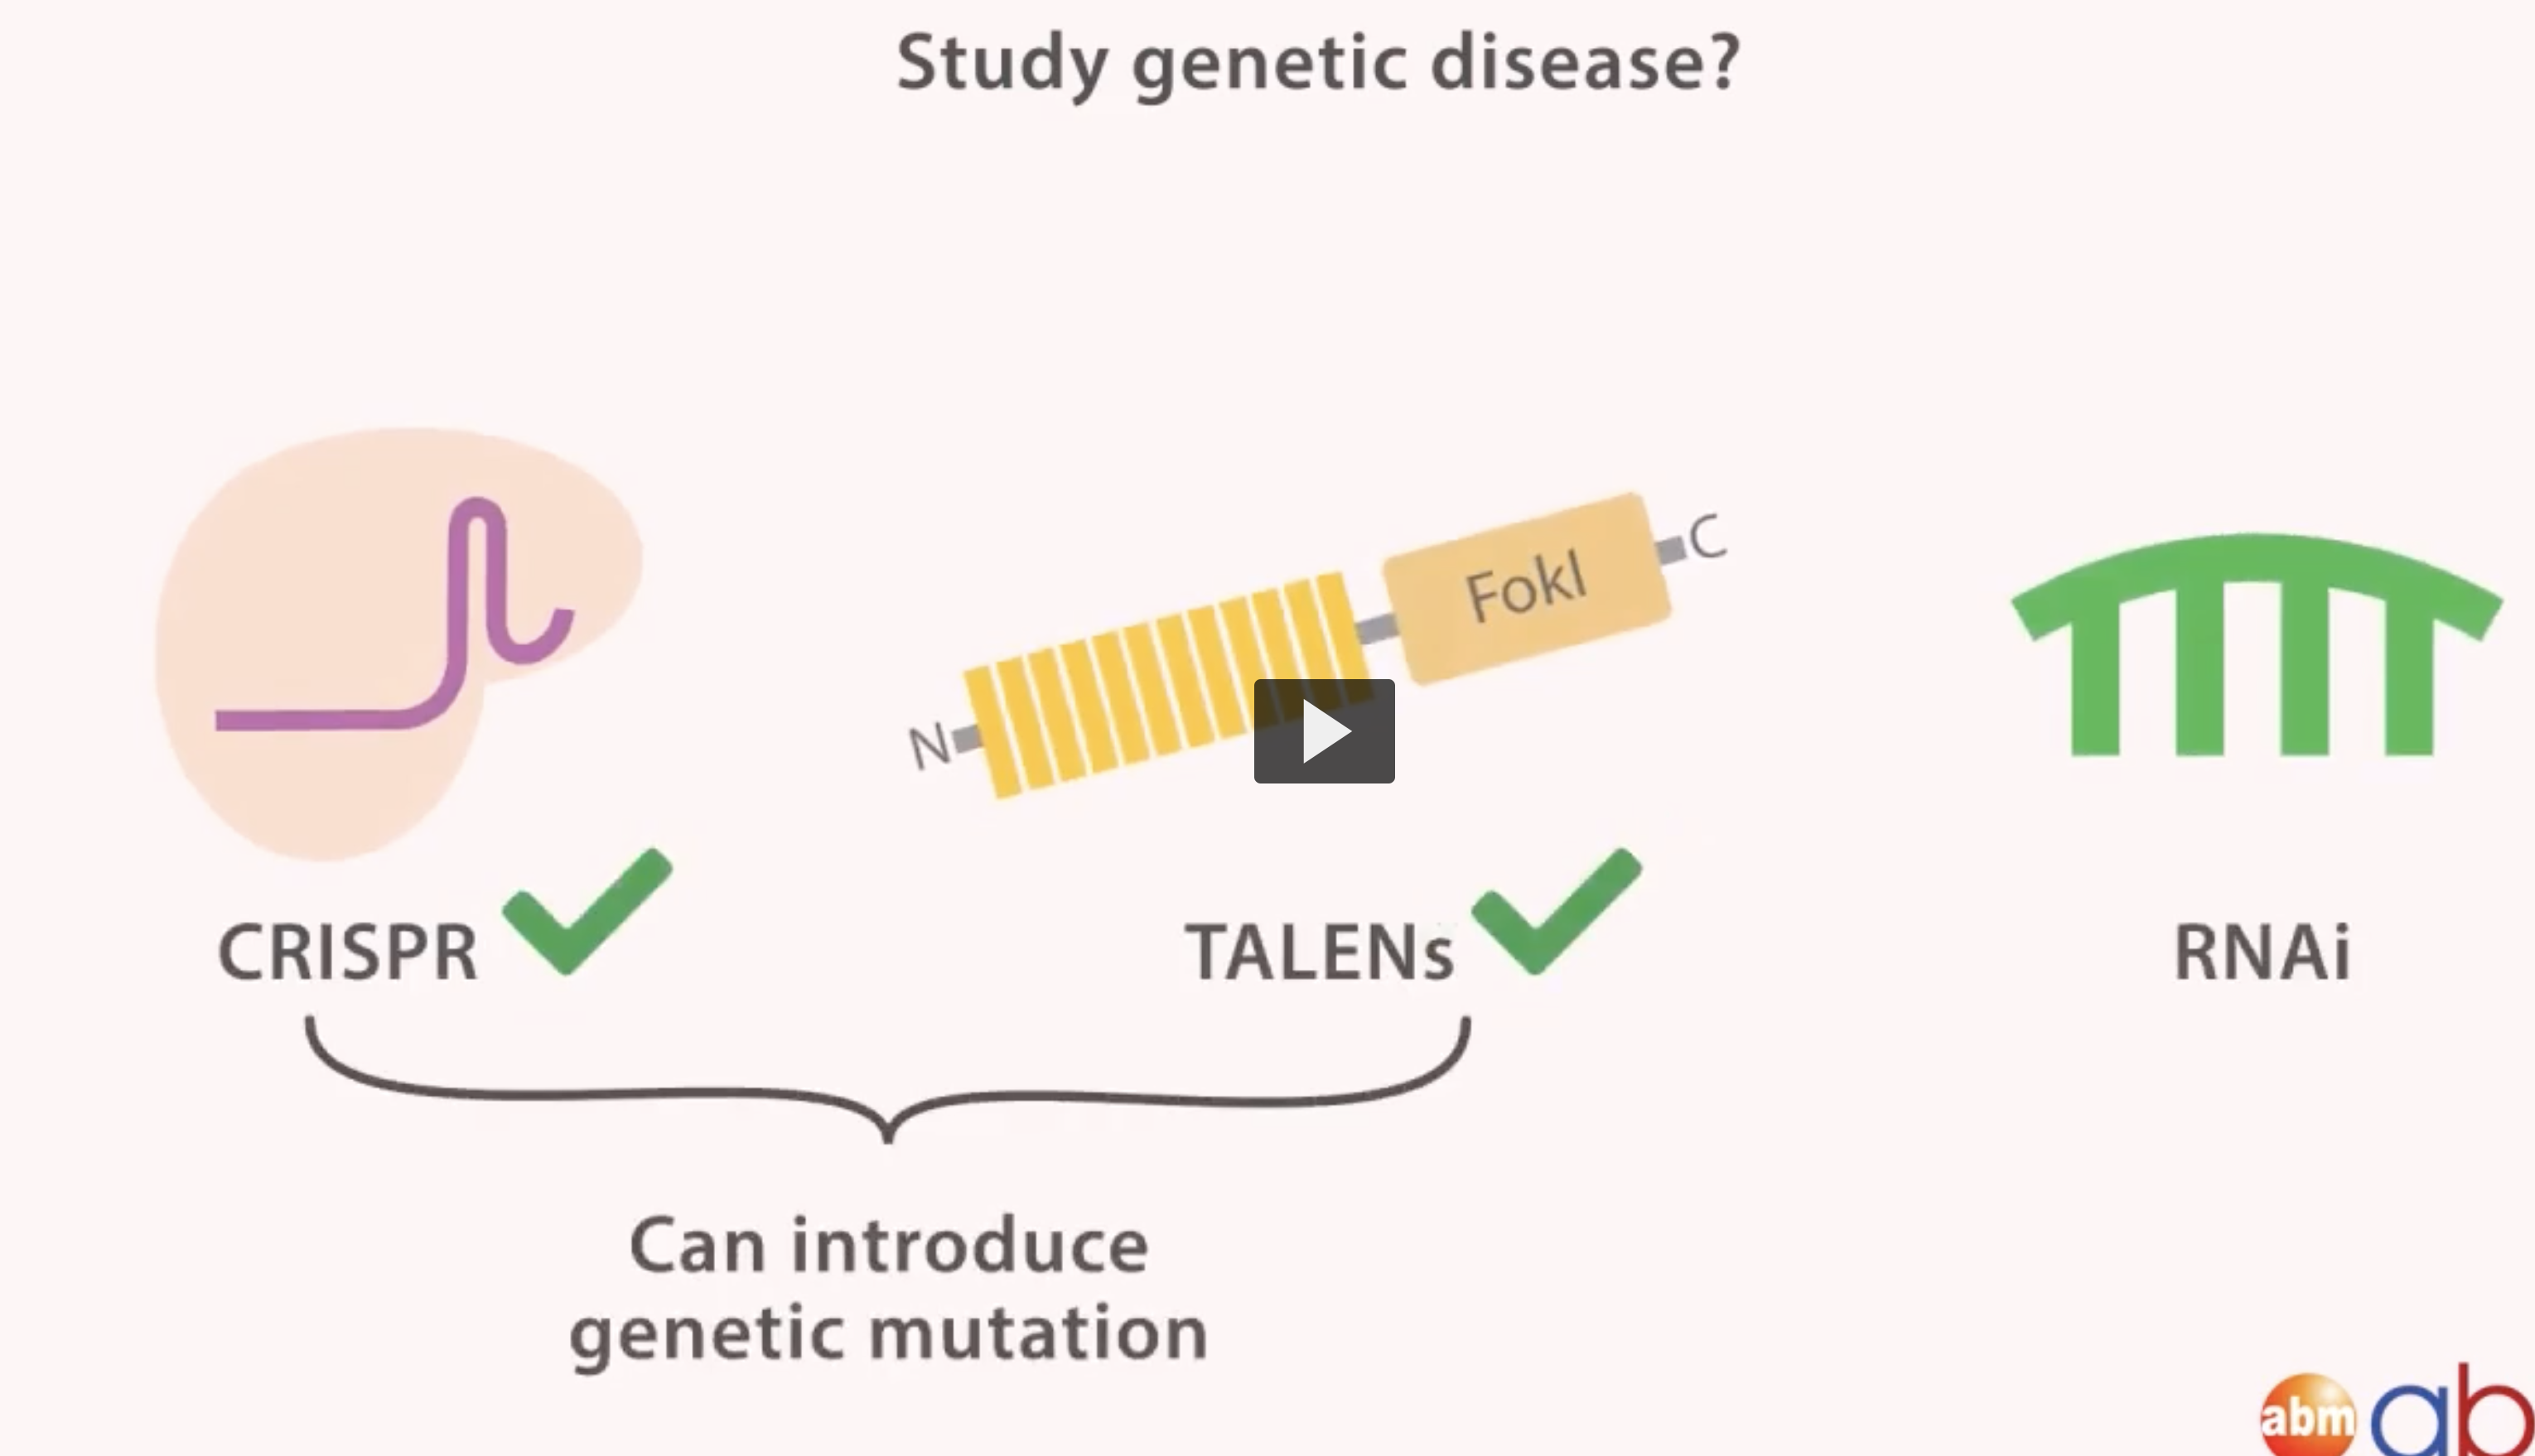 Study genetic disease?
FokI
C
N
CRISPR
TALENs
RNAi
Can introduce
genetic mutation
abm
ab